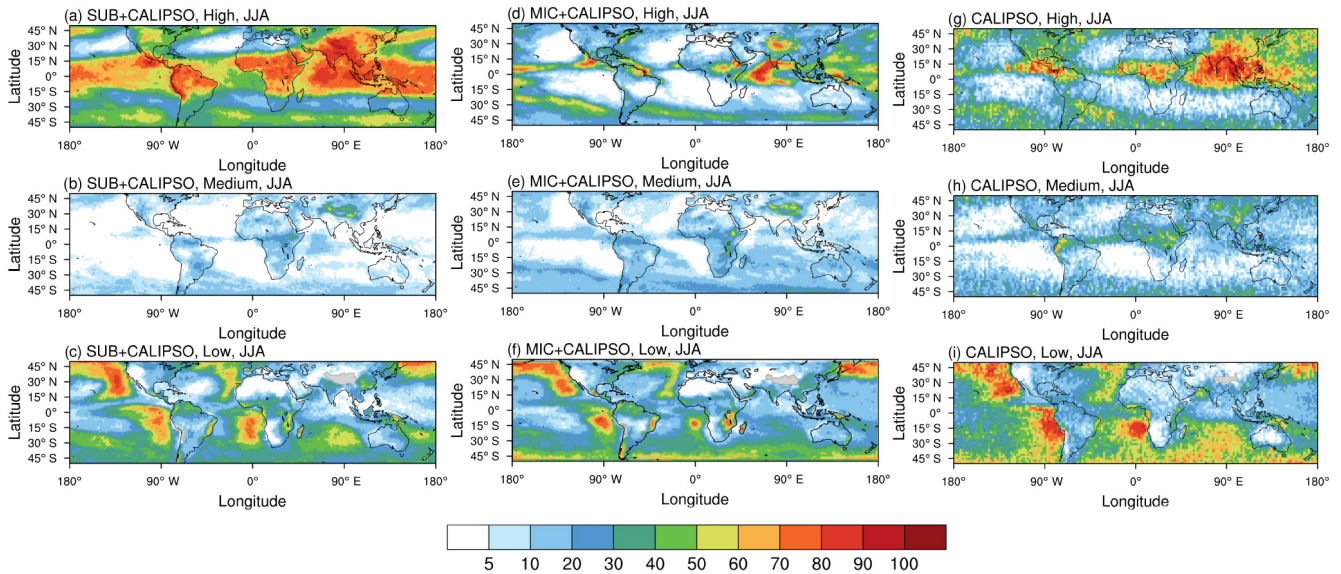 (a) SUB+CALIPSO, High, JJA
45° N
30° N
15° N
0°
15° S
30° S
45° S
Latitude
180° 90° W 0° 90° E 180°
Longitude
(d) MIC+CALIPSO, High, JJA
45° N
30° N
15° N
0°
15° S
30° S
45° S
Latitude
180° 90° W 0° 90° E 180°
Longitude
(g) CALIPSO, High, JJA
45° N
30° N
15° N
0°
15° S
30° S
45° S
Latitude
180° 90° W 0° 90° E 180°
Longitude
(b) SUB+CALIPSO, Medium, JJA
45° N
30° N
15° N
0°
15° S
30° S
45° S
Latitude
180° 90° W 0° 90° E 180°
Longitude
(e) MIC+CALIPSO, Medium, JJA
45° N
30° N
15° N
0°
15° S
30° S
45° S
Latitude
180° 90° W 0° 90° E 180°
Longitude
(h) CALIPSO, Medium, JJA
45° N
30° N
15° N
0°
15° S
30° S
45° S
Latitude
180° 90° W 0° 90° E 180°
Longitude
(c) SUB+CALIPSO, Low, JJA
45° N
30° N
15° N
0°
15° S
30° S
45° S
Latitude
180° 90° W 0° 90° E 180°
Longitude
(f) MIC+CALIPSO, Low, JJA
45° N
30° N
15° N
0°
15° S
30° S
45° S
Latitude
180° 90° W 0° 90° E 180°
Longitude
(i) CALIPSO, Low, JJA
45° N
30° N
15° N
0°
15° S
30° S
45° S
Latitude
180° 90° W 0° 90° E 180°
Longitude
5 10 20 30 40 50 60 70 80 90 100